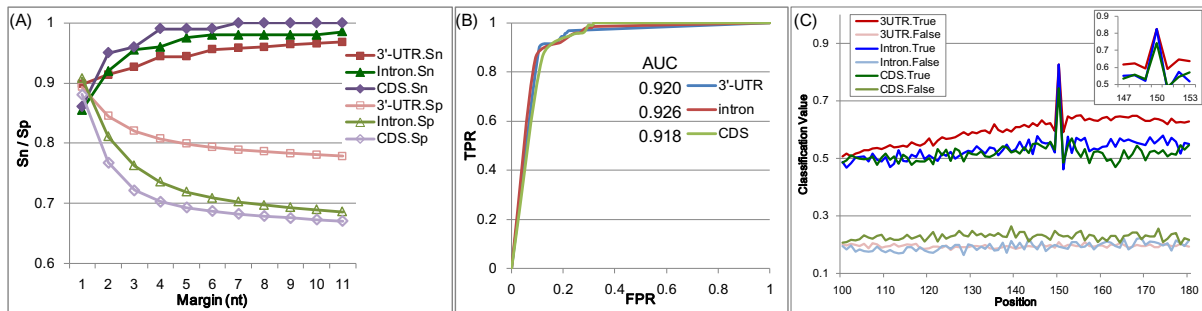 (A)
Sn / Sp
1
0.9
0.8
0.7
0.6
1 2 3 4 5 6 7 8 9 10 11
Margin (nt)
3'-UTR.Sn
Intron.Sn
CDS.Sn
3'-UTR.Sp
Intron.Sp
CDS.Sp
(B)
TPR
1
0.8
0.6
0.4
0.2
0
0 0.2 0.4 0.6 0.8 1
FPR
AUC
0.920 3'-UTR
0.926 intron
0.918 CDS
(C)
Classification Value
0.9
0.7
0.5
0.3
0.1
100 110 120 130 140 150 160 170 180
Position
3UTR.True
3UTR.False
Intron.True
Intron.False
CDS.True
CDS.False
0.9
0.8
0.7
0.6
0.5
147 150 153